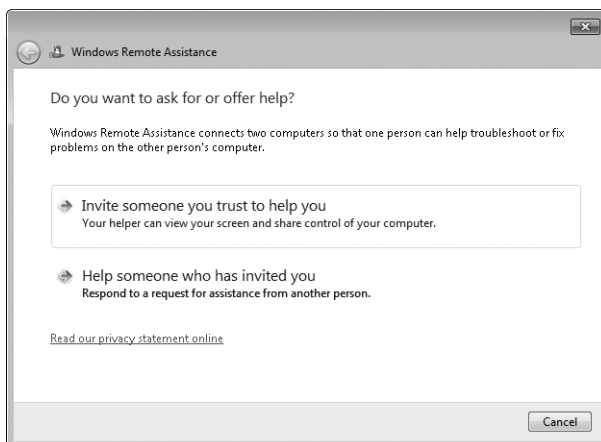 Windows Remote Assistance
Do you want to ask for or offer help?
Windows Remote Assistance connects two computers so that one person can help troubleshoot or fix
problems on the other person's computer.
Invite someone you trust to help you
Your helper can view your screen and share control of your computer.
Help someone who has invited you
Respond to a request for assistance from another person.
Read our privacy statement online
Cancel